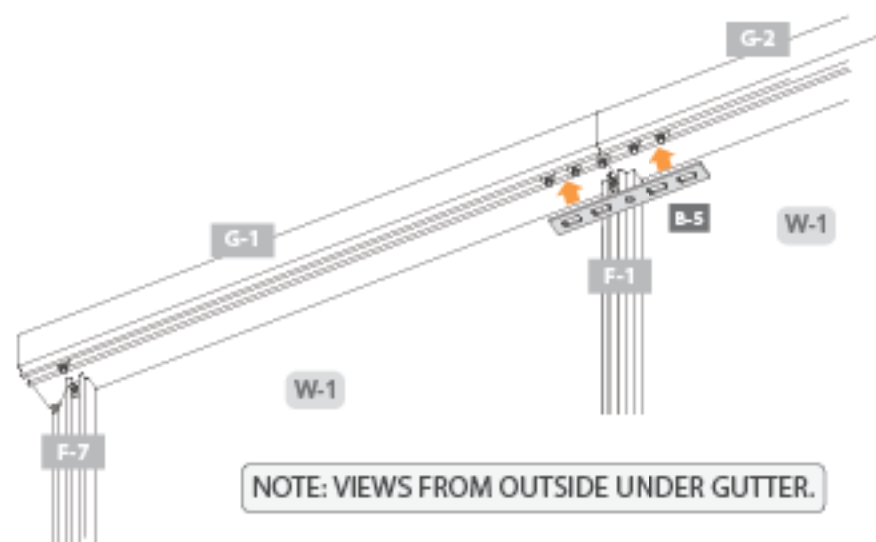 G-2
G-1
B-5
W-1
F-1
W-1
F-7
NOTE: VIEWS FROM OUTSIDE UNDER GUTTER.